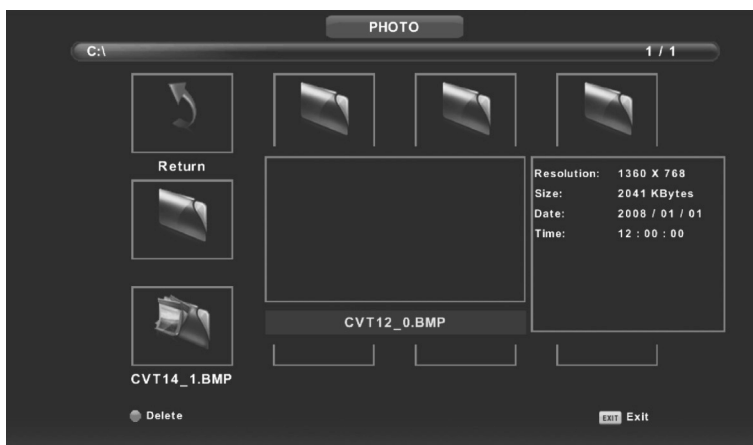 PHOTO
C:\ 1 / 1
Return
Resolution: 1360 X 768
Size: 2041 KBytes
Date: 2008 / 01 / 01
Time: 12 : 00 : 00
CVT12_0.BMP
CVT14_1.BMP
Delete EXIT Exit